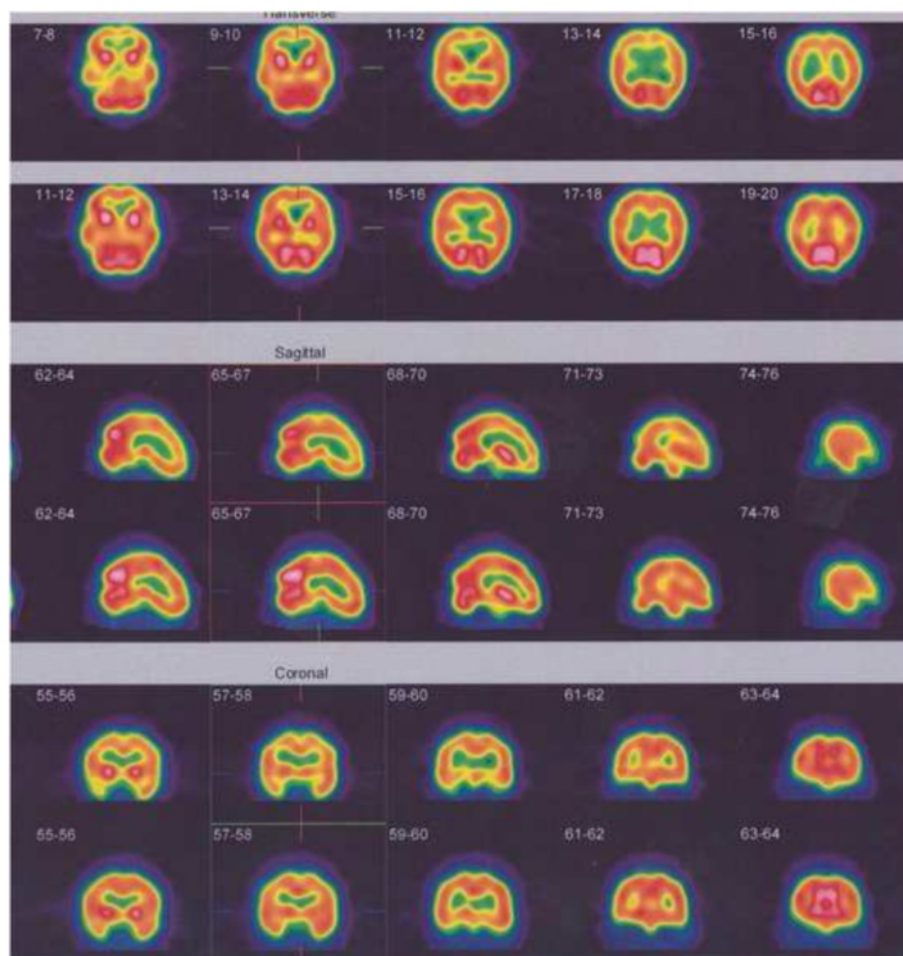 Transverse
7-8 9-10 11-12 13-14 15-16
11-12 13-14 15-16 17-18 19-20
Sagittal
62-64 65-67 68-70 71-73 74-76
62-64 65-67 68-70 71-73 74-76
Coronal
55-56 57-58 59-60 61-62 63-64
55-56 57-58 59-60 61-62 63-64